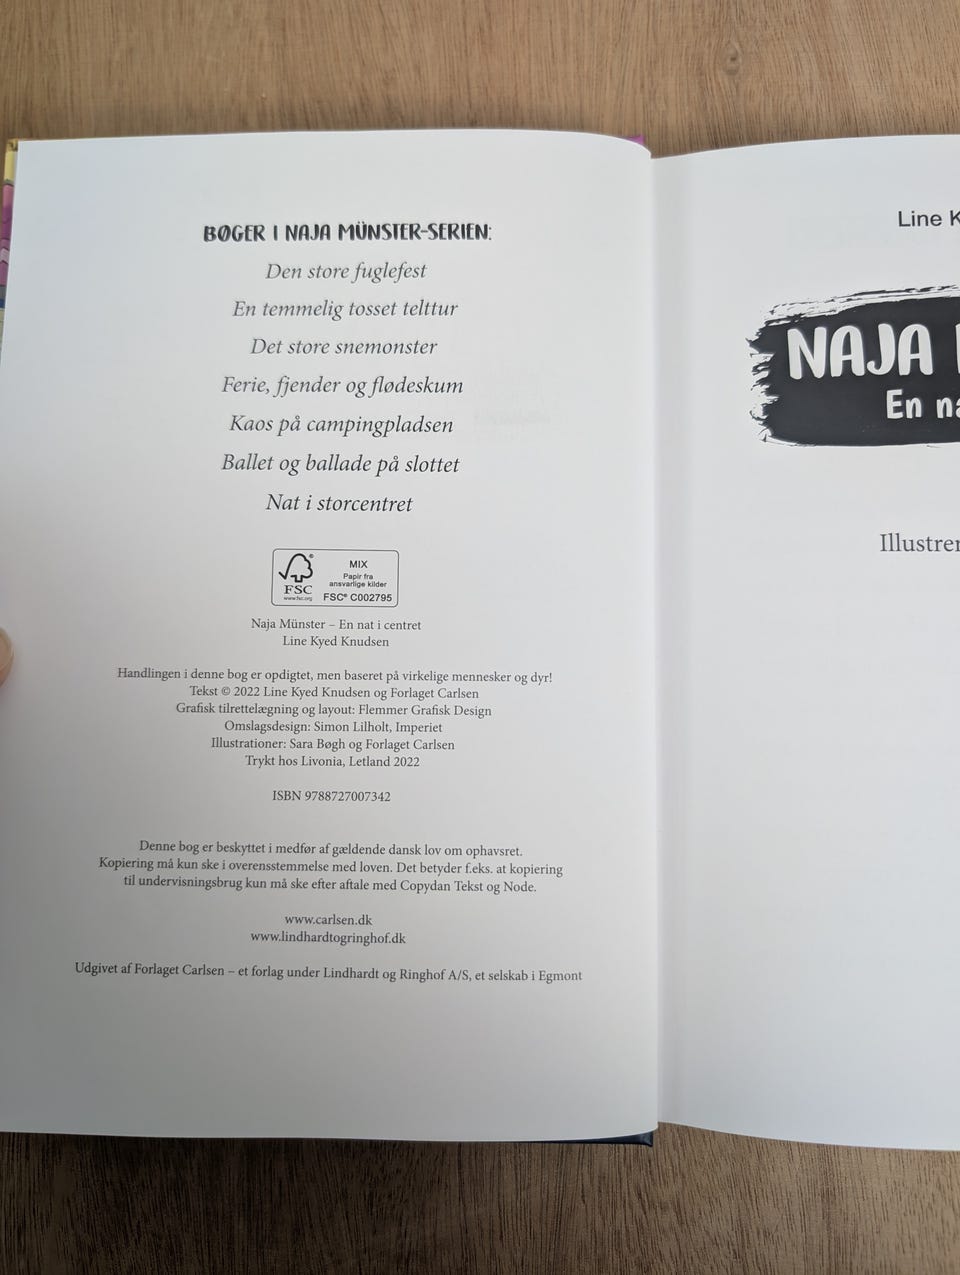 BØGER I NAJA MÜNSTER-SERIEN:
Den store fuglefest
En temmelig tosset telttur
Det store snemonster
Ferie, fjender og flødeskum
Kaos på campingpladsen
Ballet og ballade på slottet
Nat i storcentret
FSC®
www.fsc.org
MIX
Papir fra
ansvarlige kilder
FSC® C002795
Naja Münster – En nat i centret
Line Kyed Knudsen
Handlingen i denne bog er opdigtet, men baseret på virkelige mennesker og dyr!
Tekst © 2022 Line Kyed Knudsen og Forlaget Carlsen
Grafisk tilrettelægning og layout: Flemmer Grafisk Design
Omslagsdesign: Simon Lilholt, Imperiet
Illustrationer: Sara Bøgh og Forlaget Carlsen
Trykt hos Livonia, Letland 2022
ISBN 9788727007342
Denne bog er beskyttet i medfør af gældende dansk lov om ophavsret.
Kopiering må kun ske i overensstemmelse med loven. Det betyder f.eks. at kopiering
til undervisningsbrug kun må ske efter aftale med Copydan Tekst og Node.
www.carlsen.dk
www.lindhardtogringhof.dk
Udgivet af Forlaget Carlsen – et forlag under Lindhardt og Ringhof A/S, et selskab i Egmont
Line K
NAJA
En na
Illustrer